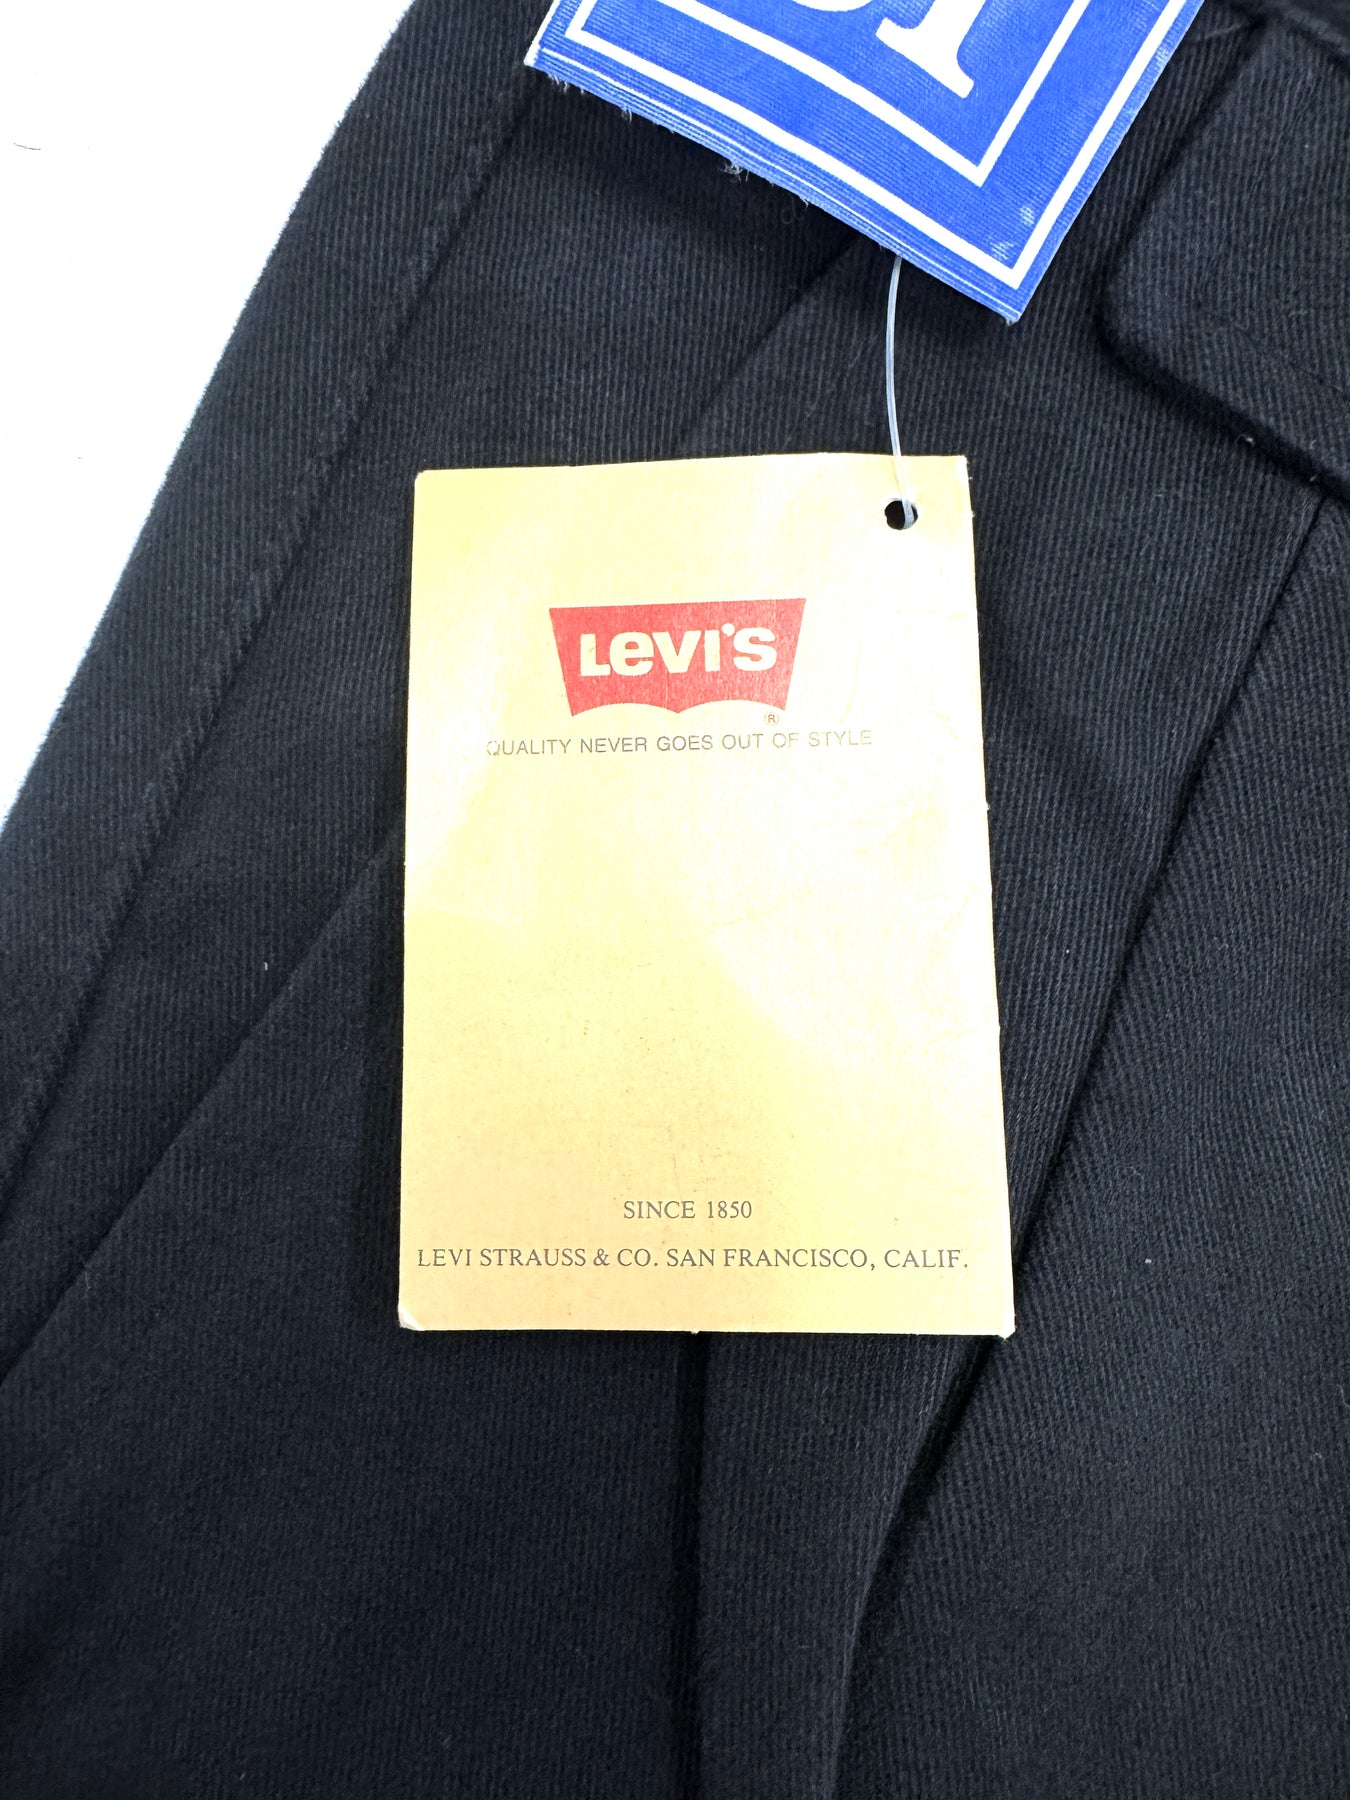 LEVI'S
®
QUALITY NEVER GOES OUT OF STYLE
SINCE 1850
LEVI STRAUSS & CO. SAN FRANCISCO, CALIF.